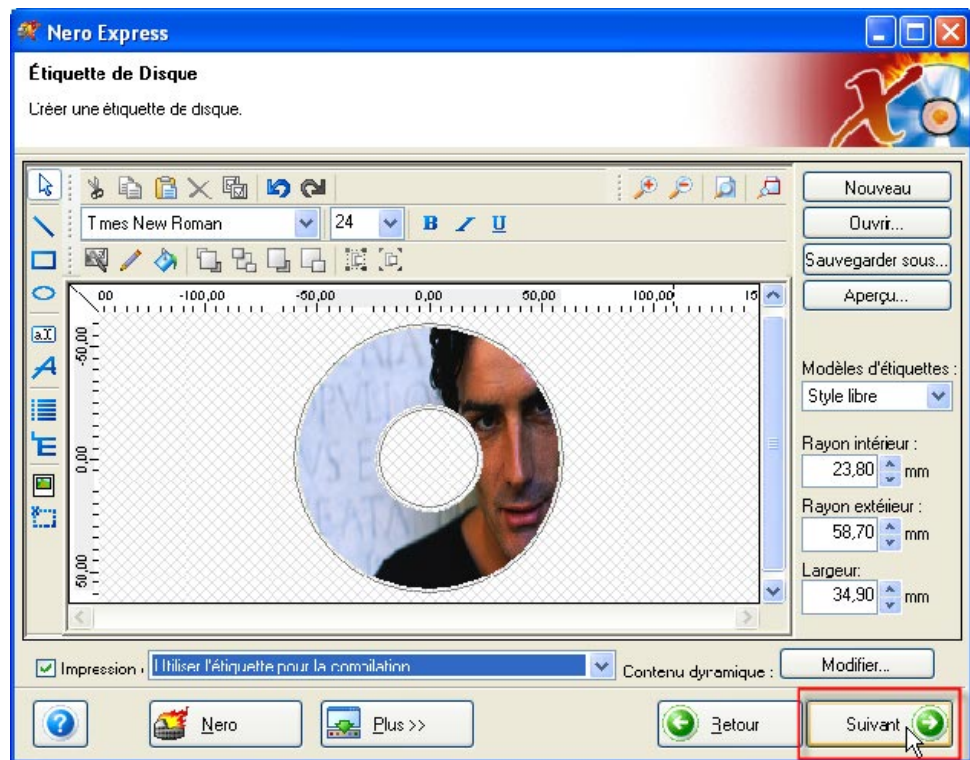 Nero Express
Étiquette de Disque
Créer une étiquette de disque.
Nouveau
Times New Roman
24
B I U
Ouvrir...
Sauvegarder sous...
00 -100,00 -50,00 0,00 50,00 100,00 15
Aperçu...
-50,00
0,00
50,00
Modèles d'étiquettes :
Style libre
Rayon intérieur :
23,80 mm
Rayon extérieur :
58,70 mm
Largeur:
34,90 mm
Impression : Utiliser l'étiquette pour la compilation
Contenu dynamique : Modifier...
Nero
Plus >>
Retour
Suivant